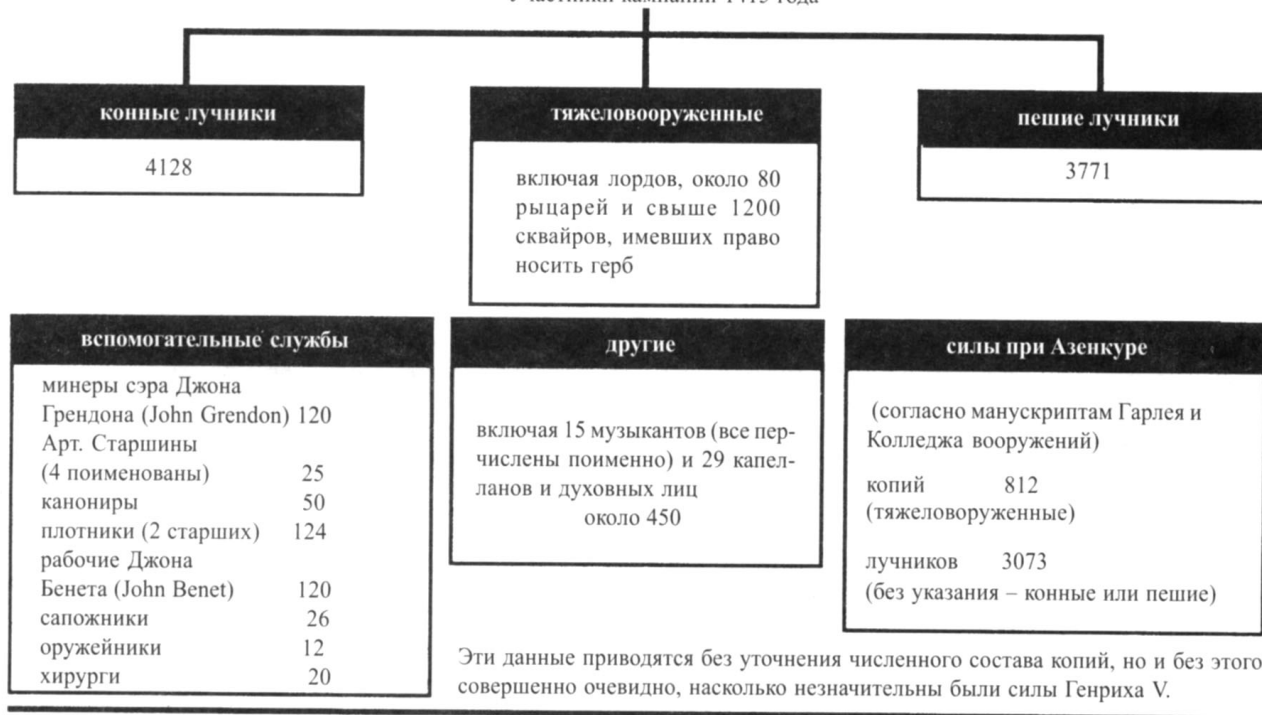 Участники кампании 1415 года
конные лучники
4128
тяжеловооруженные
включая лордов, около 80
рыцарей и свыше 1200
сквайров, имевших право
носить герб
пешие лучники
3771
вспомогательные службы
минеры сэра Джона
Грендона (John Grendon) 120
Арт. Старшины
(4 поименованы) 25
канониры 50
плотники (2 старших) 124
рабочие Джона
Бенета (John Benet) 120
сапожники 26
оружейники 12
хирурги 20
другие
включая 15 музыкантов (все пер-
числены поименно) и 29 капел-
ланов и духовных лиц
около 450
силы при Азенкуре
(согласно манускриптам Гарлея и
Колледжа вооружений)
копий 812
(тяжеловоруженные)
лучников 3073
(без указания – конные или пешие)
Эти данные приводятся без уточнения численного состава копий, но и без этого
совершенно очевидно, насколько незначительны были силы Генриха V.